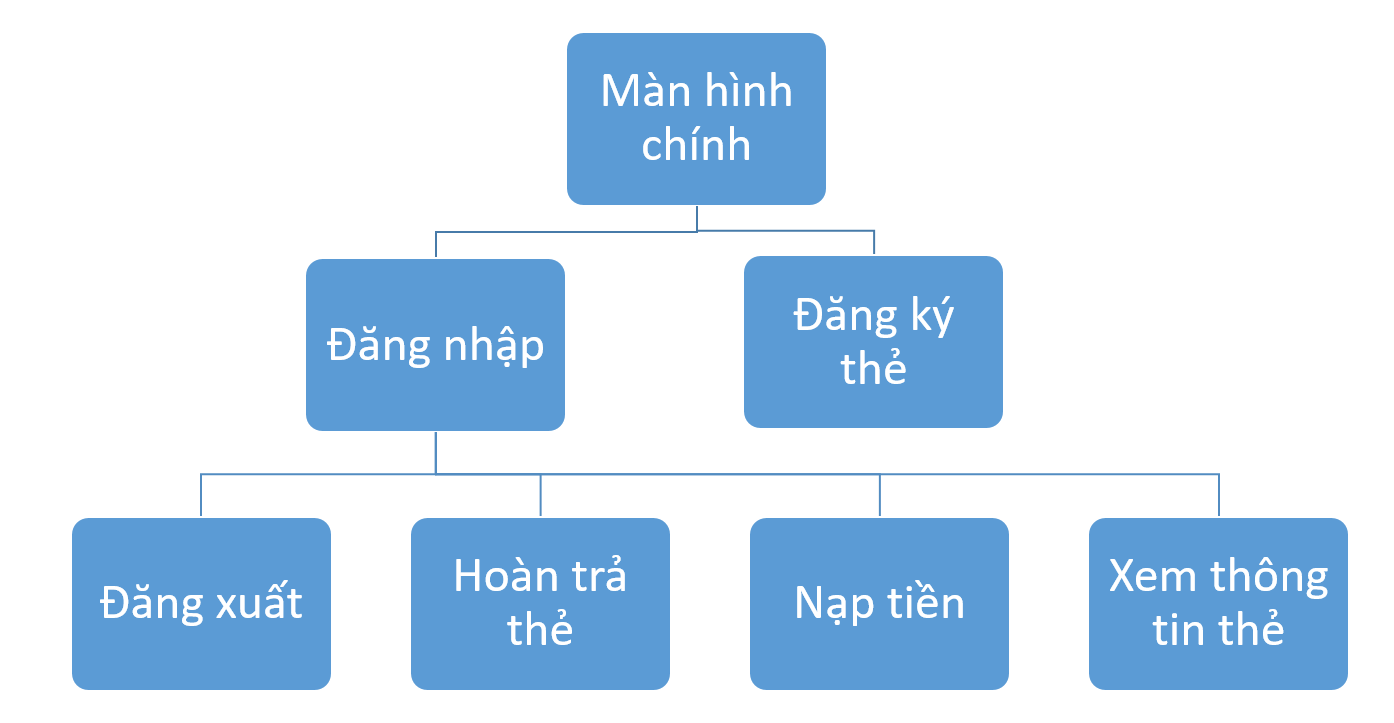 Màn hình
chính
Đăng nhập
Đăng ký
thẻ
Đăng xuất
Hoàn trả
thẻ
Nạp tiền
Xem thông
tin thẻ